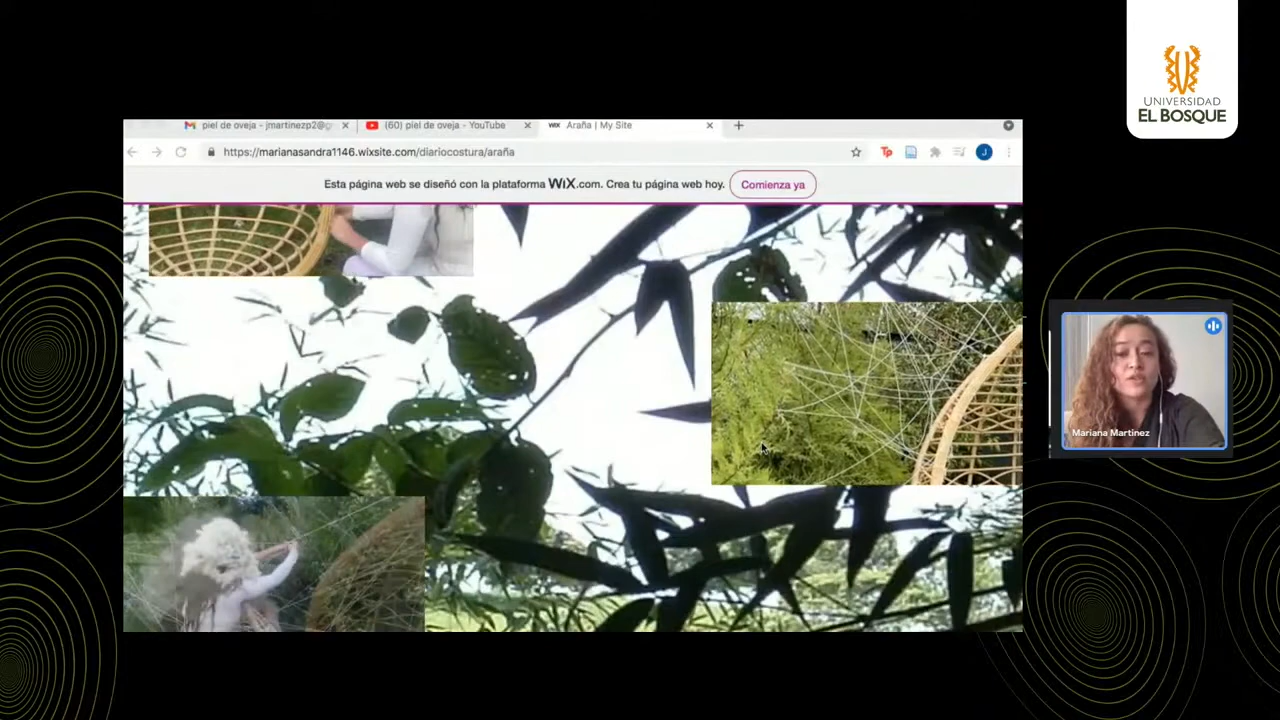 UNIVERSIDAD
EL BOSQUE
piel de oveja - jmartinezp2@g
(60) piel de oveja - YouTube
WIX Araña | My Site
https://marianasandra1146.wixsite.com/diariocostura/araña
Tp
J
Esta página web se diseñó con la plataforma WiX.com. Crea tu página web hoy.
Comienza ya
Mariana Martinez